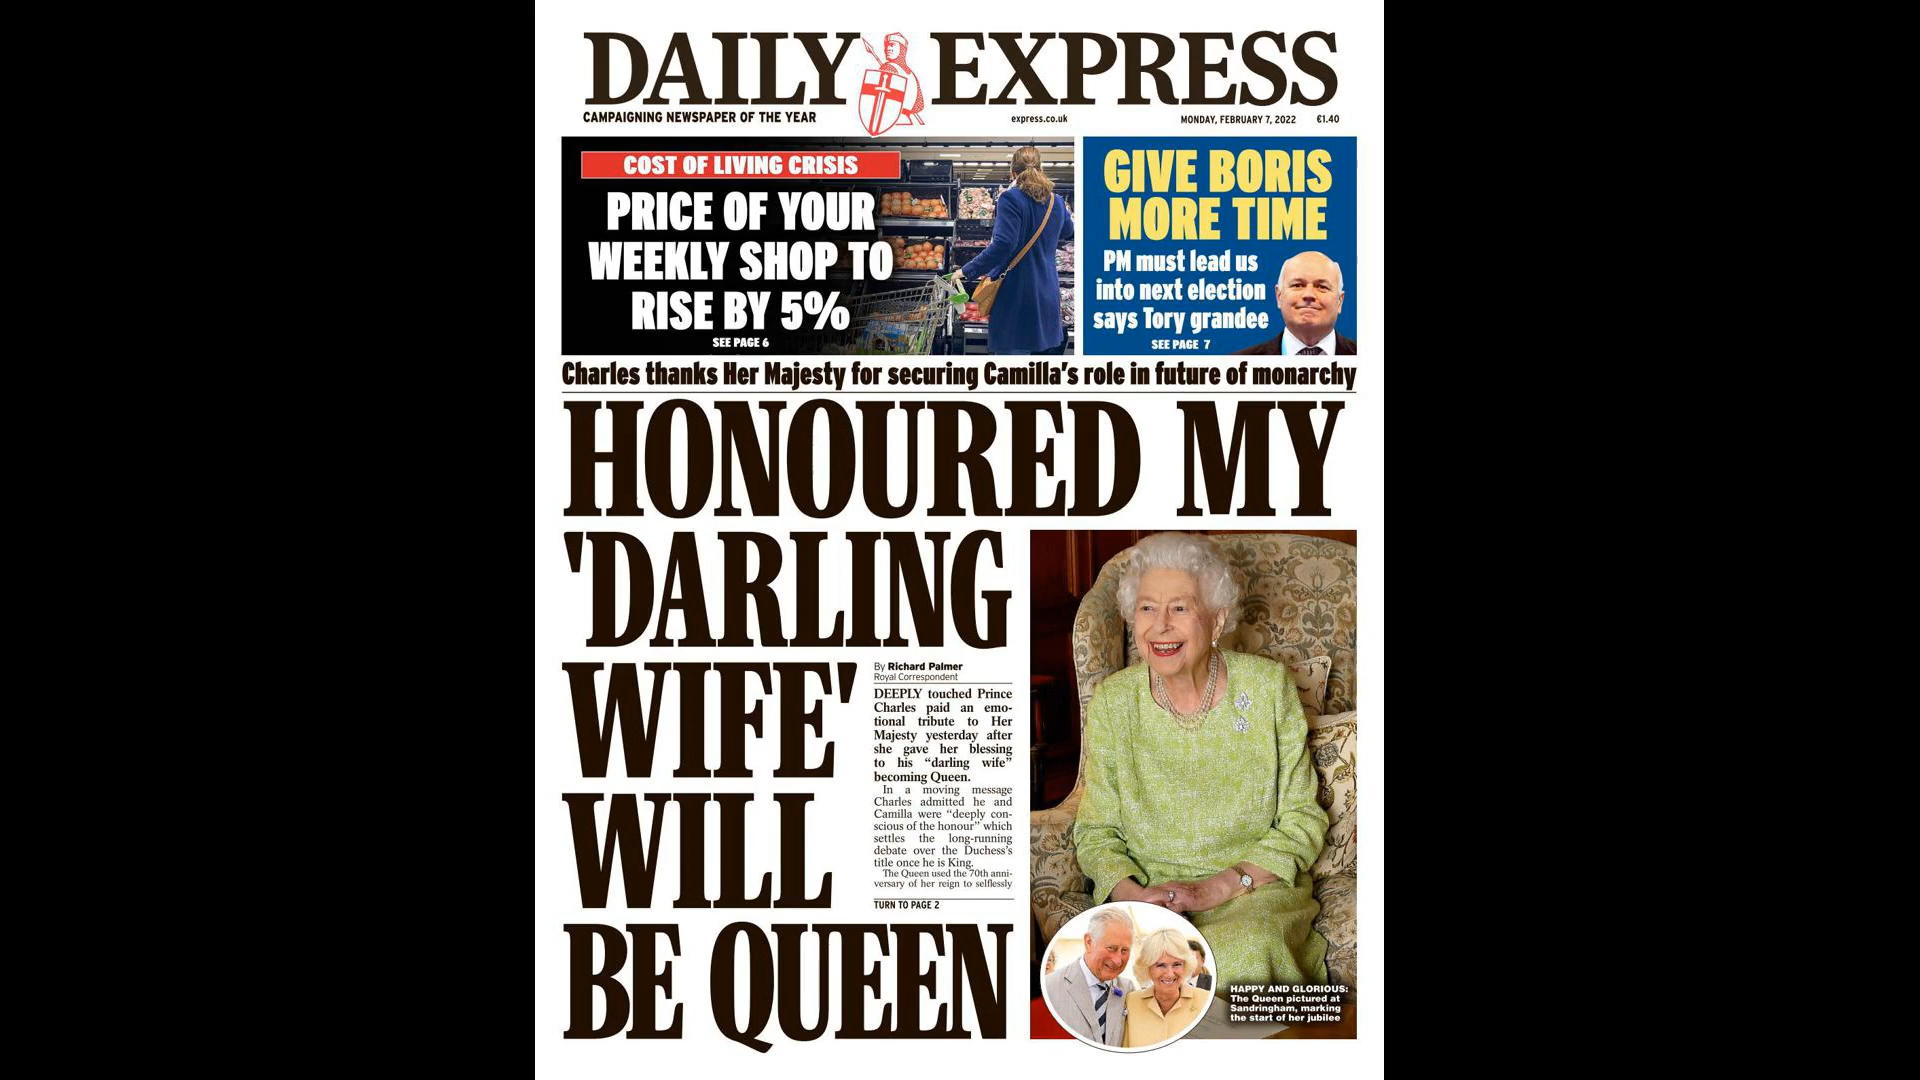 DAILY EXPRESS
CAMPAIGNING NEWSPAPER OF THE YEAR
express.co.uk
MONDAY, FEBRUARY 7, 2022
€1.40
COST OF LIVING CRISIS
PRICE OF YOUR
WEEKLY SHOP TO
RISE BY 5%
SEE PAGE 6
GIVE BORIS
MORE TIME
PM must lead us
into next election
says Tory grandee
SEE PAGE 7
Charles thanks Her Majesty for securing Camilla's role in future of monarchy
HONOURED MY
'DARLING
WIFE'
WILL
BE QUEEN
By Richard Palmer
Royal Correspondent
DEEPLY touched Prince
Charles paid an emo-
tional tribute to Her
Majesty yesterday after
she gave her blessing
to his “darling wife”
becoming Queen.
In a moving message
Charles admitted he and
Camilla were “deeply con-
scious of the honour” which
settles the long-running
debate over the Duchess's
title once he is King.
The Queen used the 70th anni-
versary of her reign to selflessly
TURN TO PAGE 2
HAPPY AND GLORIOUS:
The Queen pictured at
Sandringham, marking
the start of her jubilee